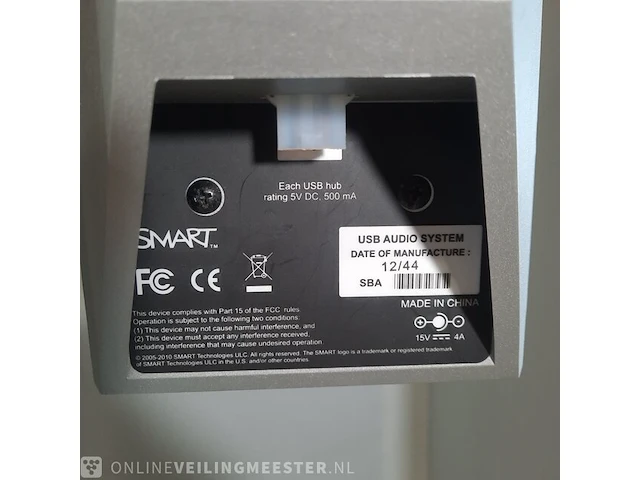 Each USB hub
rating 5V DC, 500 mA
SMART™
FC CE
USB AUDIO SYSTEM
DATE OF MANUFACTURE :
12/44
SBA
MADE IN CHINA
15V 4A
This device complies with Part 15 of the FCC rules
Operation is subject to the following two conditions:
(1) This device may not cause harmful interference, and
(2) This device must accept any interference received,
including interference that may cause undesired operation
© 2005-2010 SMART Technologies ULC. All rights reserved. The SMART logo is a trademark or registered trademark
of SMART Technologies ULC in the U.S. and/or other countries.
ONLINEVEILINGMEESTER.NL